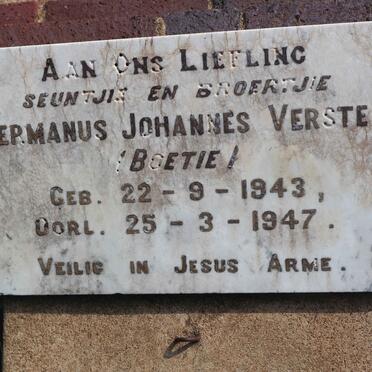 AAN ONS LIEFLING
SEUNTJIE EN BROERTJIE
ERMANUS JOHANNES VERSTE
(BOETIE)
GEB. 22-9-1943,
OORL. 25-3-1947.
VEILIG IN JESUS ARME.